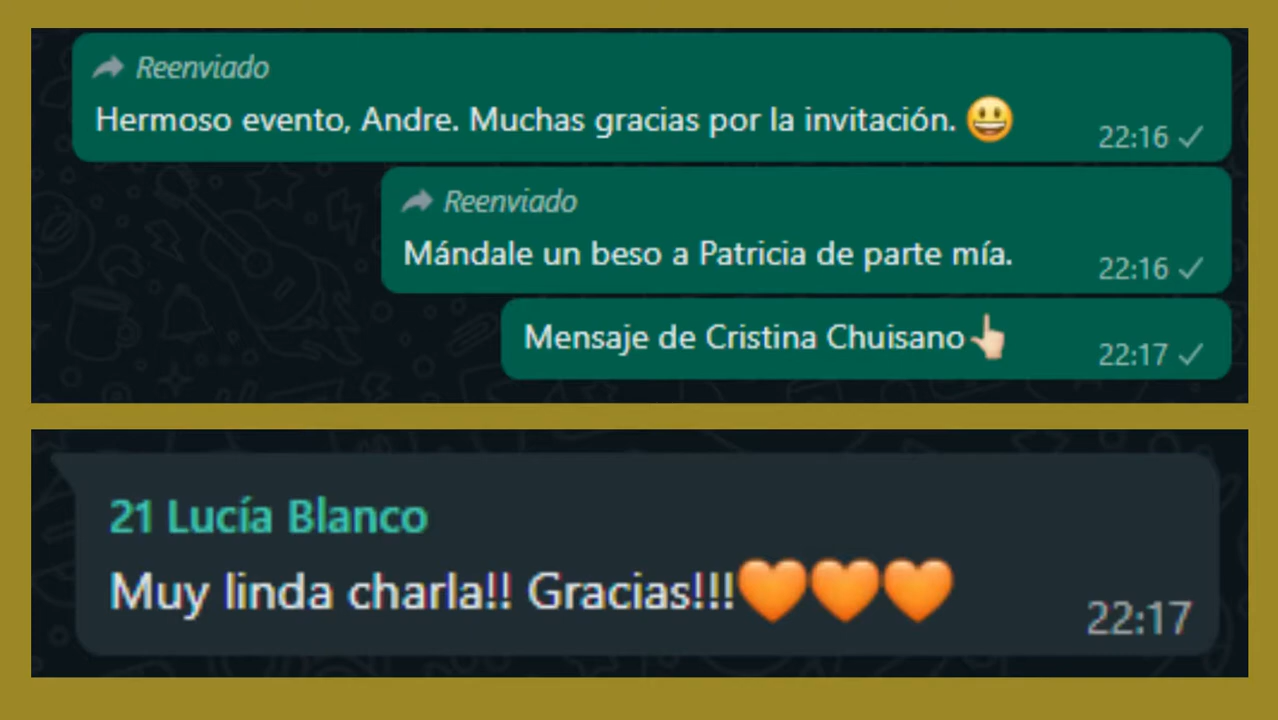 Reenviado
Hermoso evento, Andre. Muchas gracias por la invitación. 😃
22:16
Reenviado
Mándale un beso a Patricia de parte mía.
22:16
Mensaje de Cristina Chuisano👆🏻
22:17
21 Lucía Blanco
Muy linda charla!! Gracias!!!🧡🧡🧡
22:17